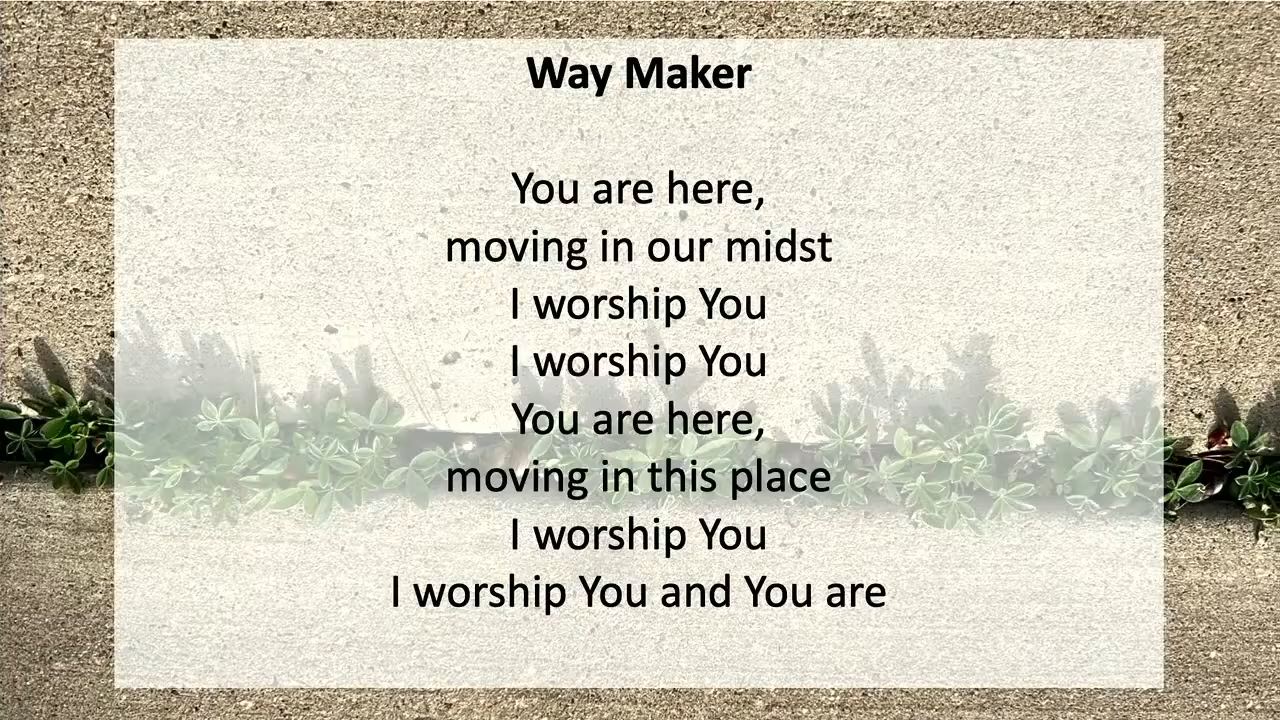 Way Maker
You are here,
moving in our midst
I worship You
I worship You
You are here,
moving in this place
I worship You
I worship You and You are